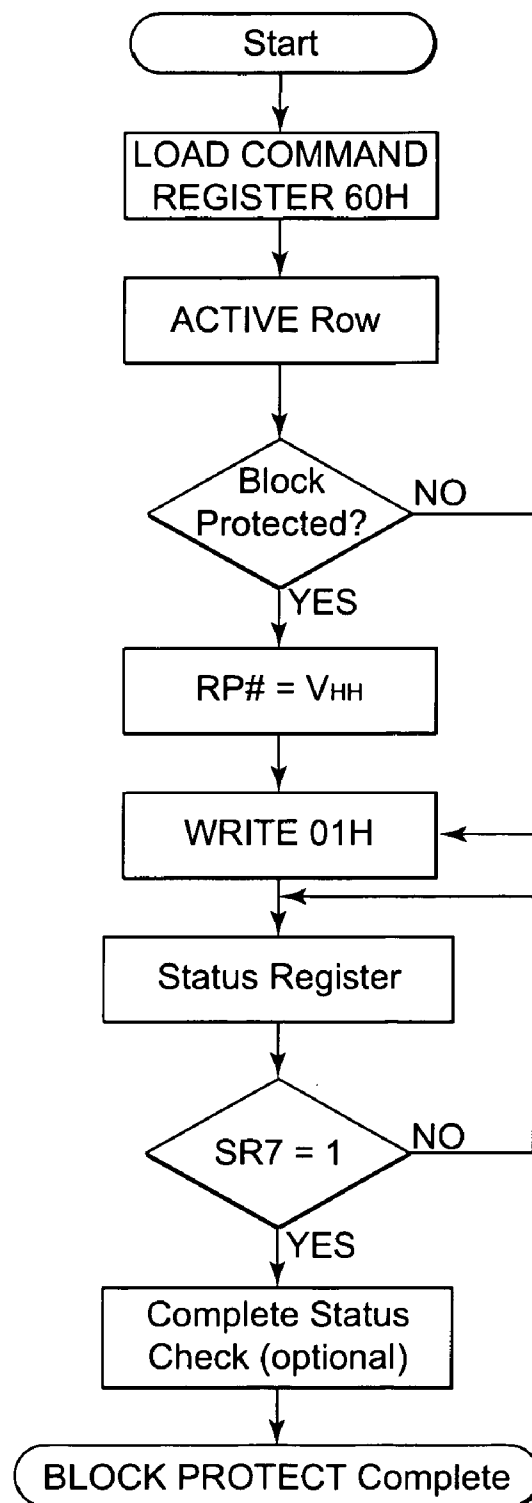 Start
LOAD COMMAND
REGISTER 60H
ACTIVE Row
Block
Protected?
NO
YES
RP# = VHH
WRITE 01H
Status Register
SR7 = 1
NO
YES
Complete Status
Check (optional)
BLOCK PROTECT Complete